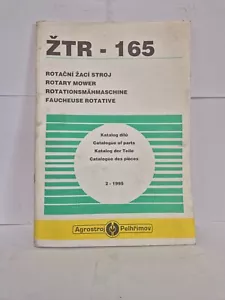 ŽTR - 165
ROTAČNÍ ŽACÍ STROJ
ROTARY MOWER
ROTATIONSMÄHMASCHINE
FAUCHEUSE ROTATIVE
Katalog dílů
Catalogue of parts
Katalog der Teile
Catalogue des pièces
2 - 1995
Agrostroj Pelhřimov